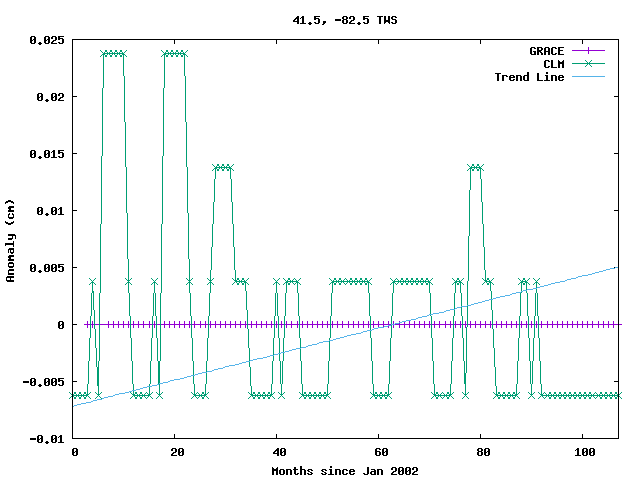 41.5, -82.5 TWS
0.025
0.02
0.015
0.01
0.005
0
-0.005
-0.01
Anomaly (cm)
GRACE
CLM
Trend Line
0 20 40 60 80 100
Months since Jan 2002